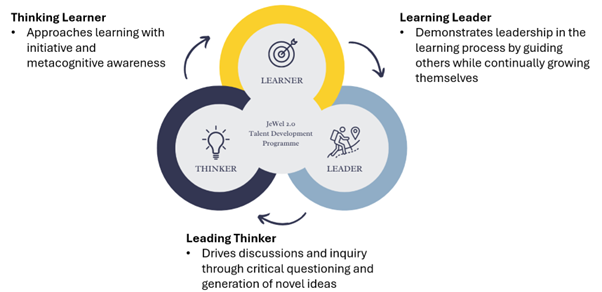 Thinking Learner
• Approaches learning with
initiative and
metacognitive awareness
Learning Leader
• Demonstrates leadership in the
learning process by guiding
others while continually growing
themselves
LEARNER
JeWel 2.0
Talent Development
Programme
THINKER
LEADER
Leading Thinker
• Drives discussions and inquiry
through critical questioning and
generation of novel ideas